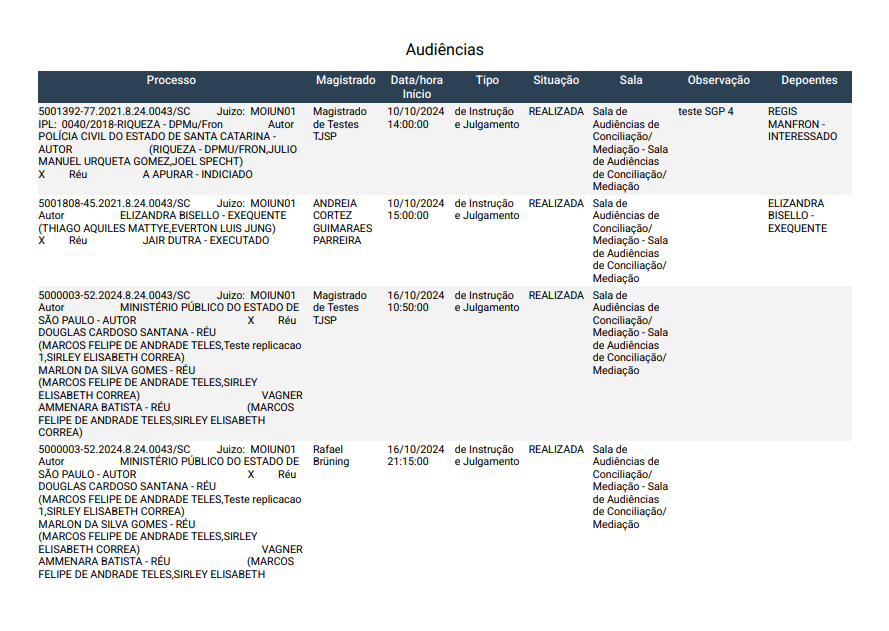 Audiências
Processo Magistrado Data/hora Início Tipo Situação Sala Observação Depoentes
5001392-77.2021.8.24.0043/SC Juizo: MOIUN01
IPL: 0040/2018-RIQUEZA - DPMu/Fron Autor
POLÍCIA CIVIL DO ESTADO DE SANTA CATARINA -
AUTOR (RIQUEZA - DPMU/FRON,JULIO
MANUEL URQUETA GOMEZ,JOEL SPECHT)
X Réu A APURAR - INDICIADO
Magistrado
de Testes
TJSP
10/10/2024
14:00:00
de Instrução
e Julgamento
REALIZADA
Sala de
Audiências de
Conciliação/
Mediação - Sala
de Audiências
de Conciliação/
Mediação
teste SGP 4
REGIS
MANFRON -
INTERESSADO
5001808-45.2021.8.24.0043/SC Juizo: MOIUN01
Autor ELIZANDRA BISELLO - EXEQUENTE
(THIAGO AQUILES MATTYE,EVERTON LUIS JUNG)
X Réu JAIR DUTRA - EXECUTADO
ANDREIA
CORTEZ
GUIMARAES
PARREIRA
10/10/2024
15:00:00
de Instrução
e Julgamento
REALIZADA
Sala de
Audiências de
Conciliação/
Mediação - Sala
de Audiências
de Conciliação/
Mediação
ELIZANDRA
BISELLO -
EXEQUENTE
5000003-52.2024.8.24.0043/SC Juizo: MOIUN01
Autor MINISTÉRIO PÚBLICO DO ESTADO DE
SÃO PAULO - AUTOR X Réu
DOUGLAS CARDOSO SANTANA - RÉU
(MARCOS FELIPE DE ANDRADE TELES,Teste replicacao
1,SIRLEY ELISABETH CORREA)
MARLON DA SILVA GOMES - RÉU
(MARCOS FELIPE DE ANDRADE TELES,SIRLEY
ELISABETH CORREA) VAGNER
AMMENARA BATISTA - RÉU (MARCOS
FELIPE DE ANDRADE TELES,SIRLEY ELISABETH
CORREA)
Magistrado
de Testes
TJSP
16/10/2024
10:50:00
de Instrução
e Julgamento
REALIZADA
Sala de
Audiências de
Conciliação/
Mediação - Sala
de Audiências
de Conciliação/
Mediação
5000003-52.2024.8.24.0043/SC Juizo: MOIUN01
Autor MINISTÉRIO PÚBLICO DO ESTADO DE
SÃO PAULO - AUTOR X Réu
DOUGLAS CARDOSO SANTANA - RÉU
(MARCOS FELIPE DE ANDRADE TELES,Teste replicacao
1,SIRLEY ELISABETH CORREA)
MARLON DA SILVA GOMES - RÉU
(MARCOS FELIPE DE ANDRADE TELES,SIRLEY
ELISABETH CORREA) VAGNER
AMMENARA BATISTA - RÉU (MARCOS
FELIPE DE ANDRADE TELES,SIRLEY ELISABETH
Rafael
Brüning
16/10/2024
21:15:00
de Instrução
e Julgamento
REALIZADA
Sala de
Audiências de
Conciliação/
Mediação - Sala
de Audiências
de Conciliação/
Mediação